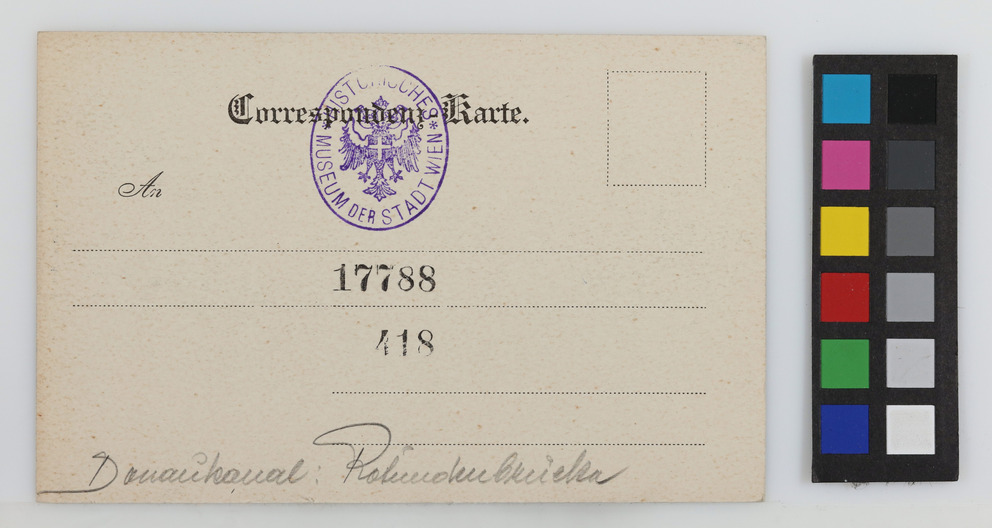 Correspondenz-Karte.
HISTORISCHES * MUSEUM DER STADT WIEN *
An
17788
418
Donaukanal: Rotundenbrücke